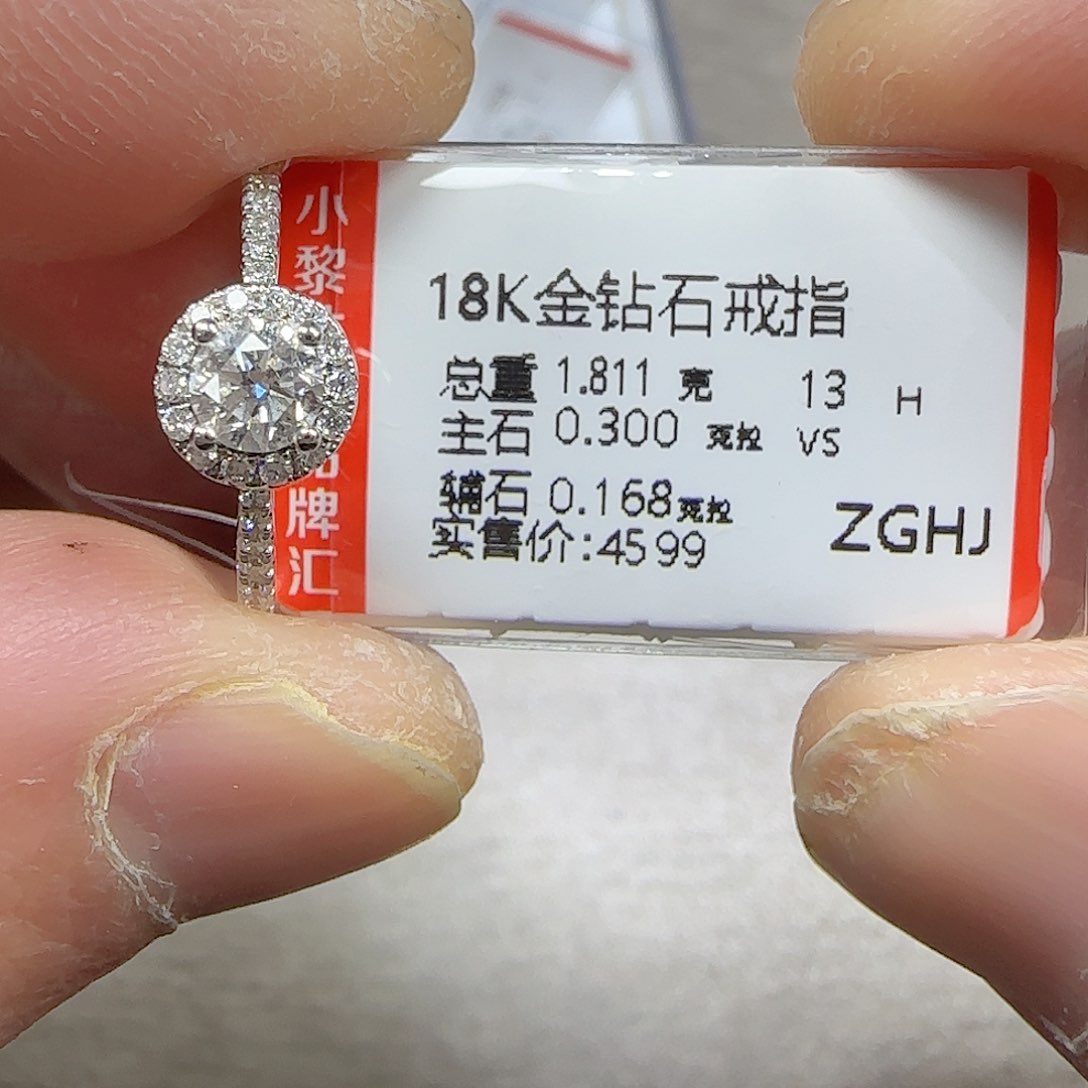 小黎
牌汇
18K金钻石戒指
总重 1.811 克 13 H
主石 0.300 克拉 VS
辅石 0.168克拉
实售价:4599
ZGHJ